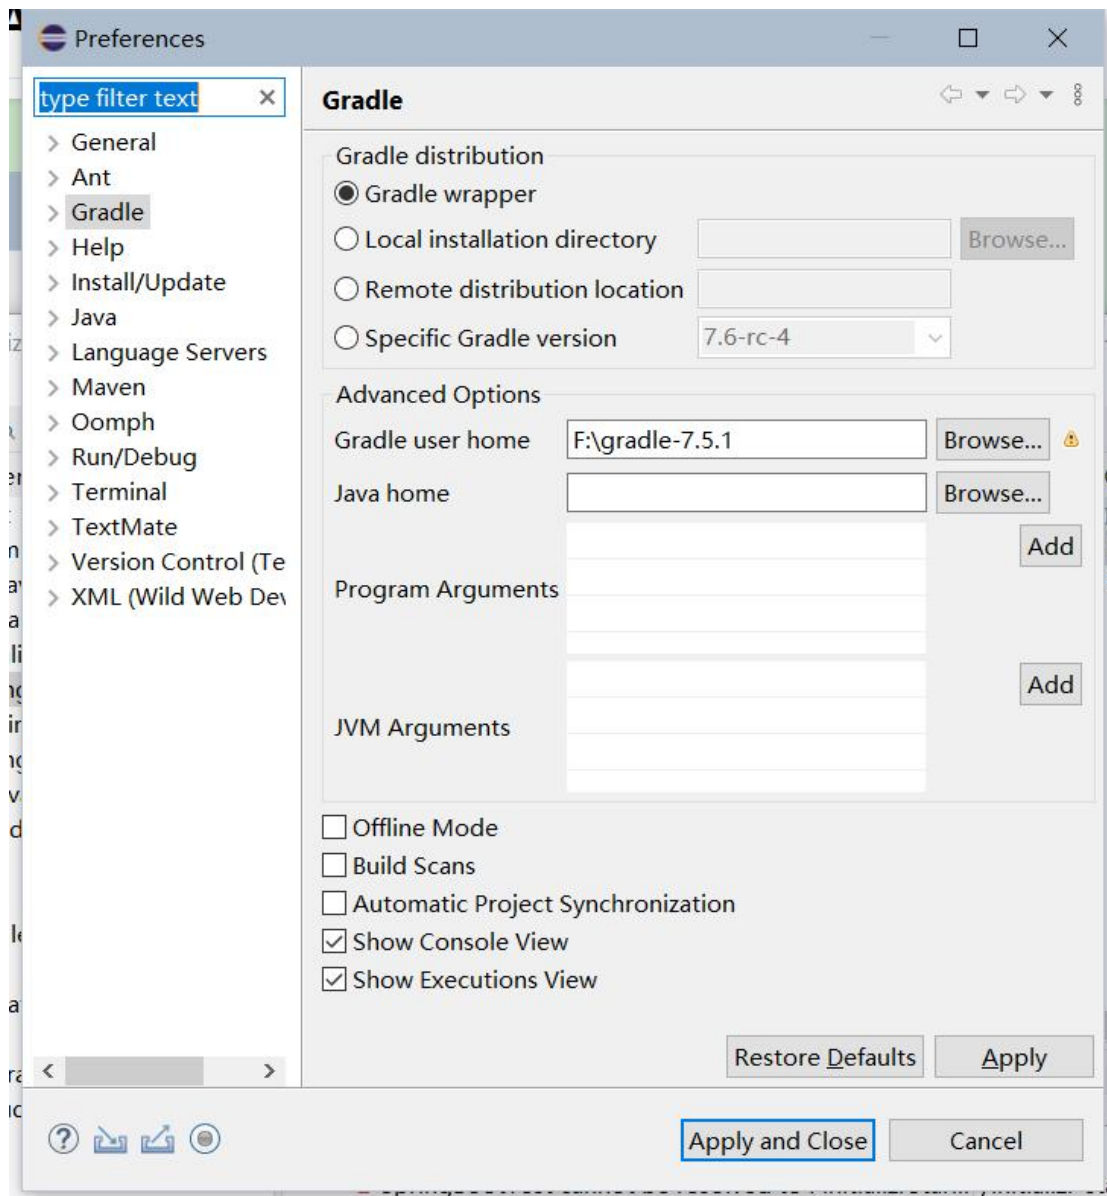 Preferences
type filter text
General
Ant
Gradle
Help
Install/Update
Java
Language Servers
Maven
Oomph
Run/Debug
Terminal
TextMate
Version Control (Te
XML (Wild Web Dev
Gradle
Gradle distribution
Gradle wrapper
Local installation directory Browse...
Remote distribution location
Specific Gradle version 7.6-rc-4
Advanced Options
Gradle user home F:\gradle-7.5.1 Browse...
Java home Browse...
Add
Program Arguments
Add
JVM Arguments
Offline Mode
Build Scans
Automatic Project Synchronization
Show Console View
Show Executions View
Restore Defaults Apply
Apply and Close Cancel